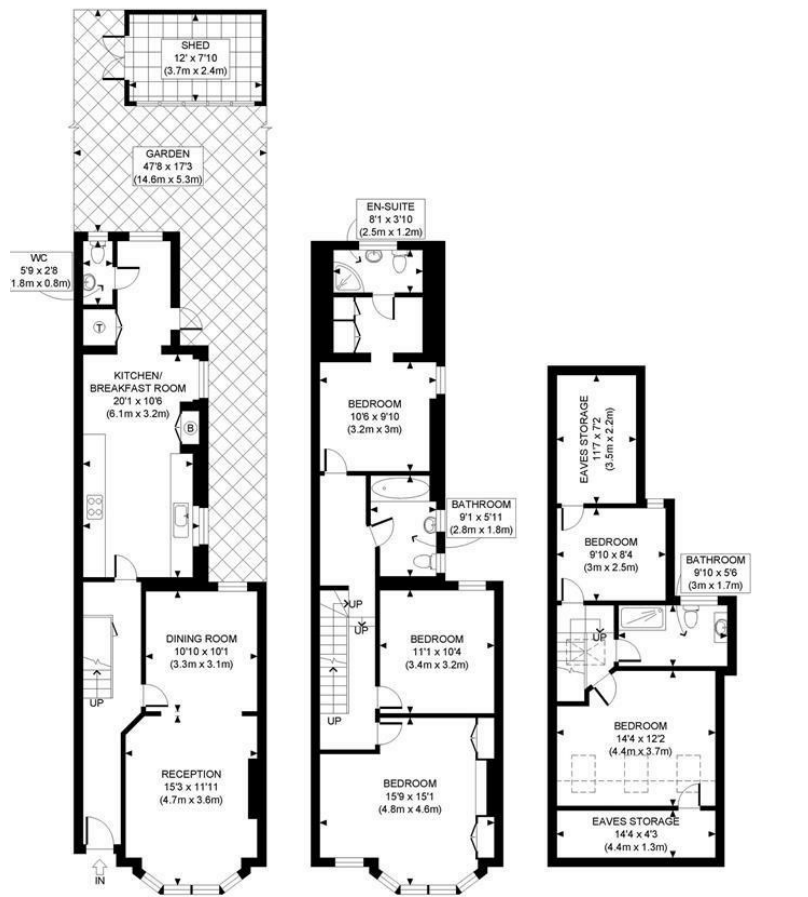 SHED
12' x 7'10
(3.7m x 2.4m)
GARDEN
47'8 x 17'3
(14.6m x 5.3m)
WC
5'9 x 2'8
1.8m x 0.8m)
T
KITCHEN/
BREAKFAST ROOM
20'1 x 10'6
(6.1m x 3.2m)
B
DINING ROOM
10'10 x 10'1
(3.3m x 3.1m)
UP
RECEPTION
15'3 x 11'11
(4.7m x 3.6m)
IN
EN-SUITE
8'1 x 3'10
(2.5m x 1.2m)
BEDROOM
10'6 x 9'10
(3.2m x 3m)
BATHROOM
9'1 x 5'11
(2.8m x 1.8m)
UP
UP
BEDROOM
11'1 x 10'4
(3.4m x 3.2m)
UP
BEDROOM
15'9 x 15'1
(4.8m x 4.6m)
EAVES STORAGE
11'7 x 7'2
(3.5m x 2.2m)
BEDROOM
9'10 x 8'4
(3m x 2.5m)
BATHROOM
9'10 x 5'6
(3m x 1.7m)
UP
BEDROOM
14'4 x 12'2
(4.4m x 3.7m)
EAVES STORAGE
14'4 x 4'3
(4.4m x 1.3m)